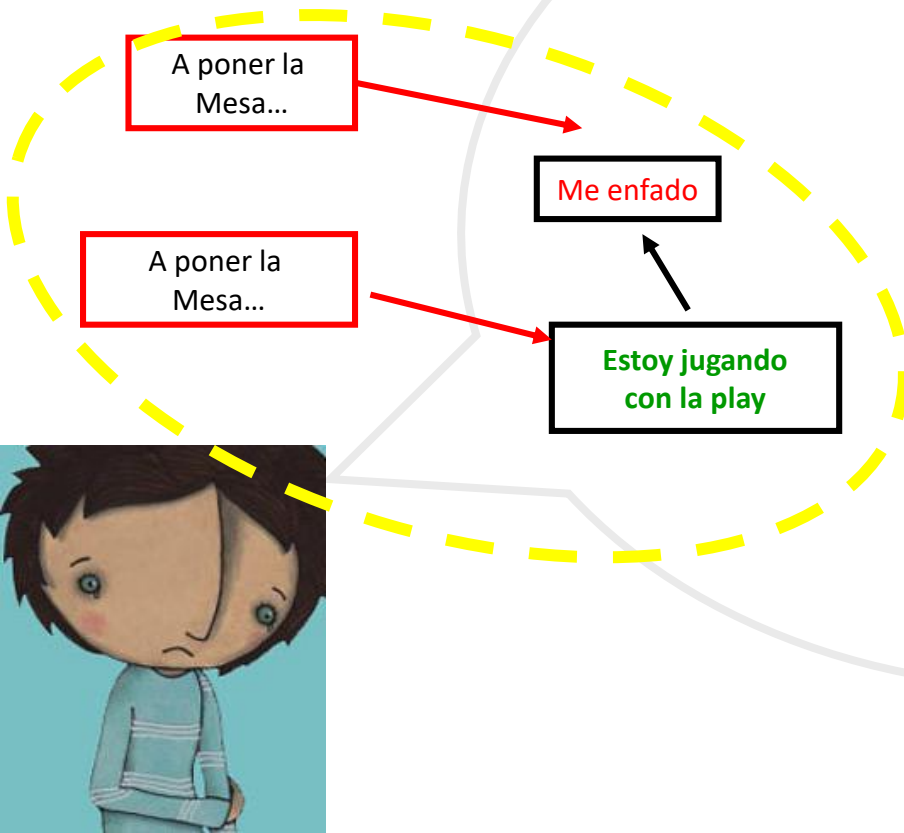 A poner la
Mesa…
Me enfado
A poner la
Mesa…
Estoy jugando
con la play